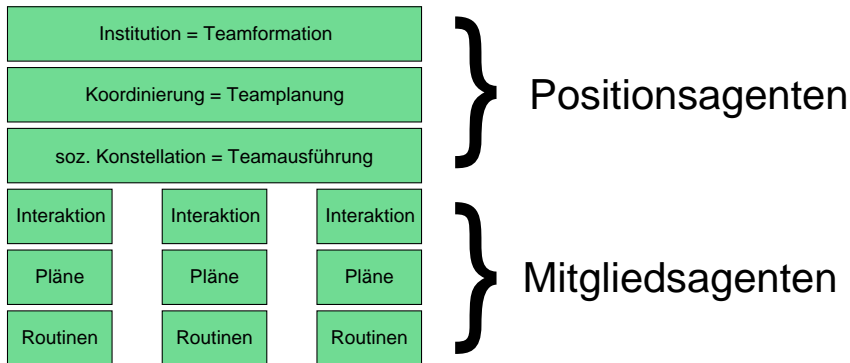 Institution = Teamformation
Koordinierung = Teamplanung
soz. Konstellation = Teamausführung
} Positionsagenten
Interaktion Interaktion Interaktion
Pläne Pläne Pläne
Routinen Routinen Routinen
} Mitgliedsagenten